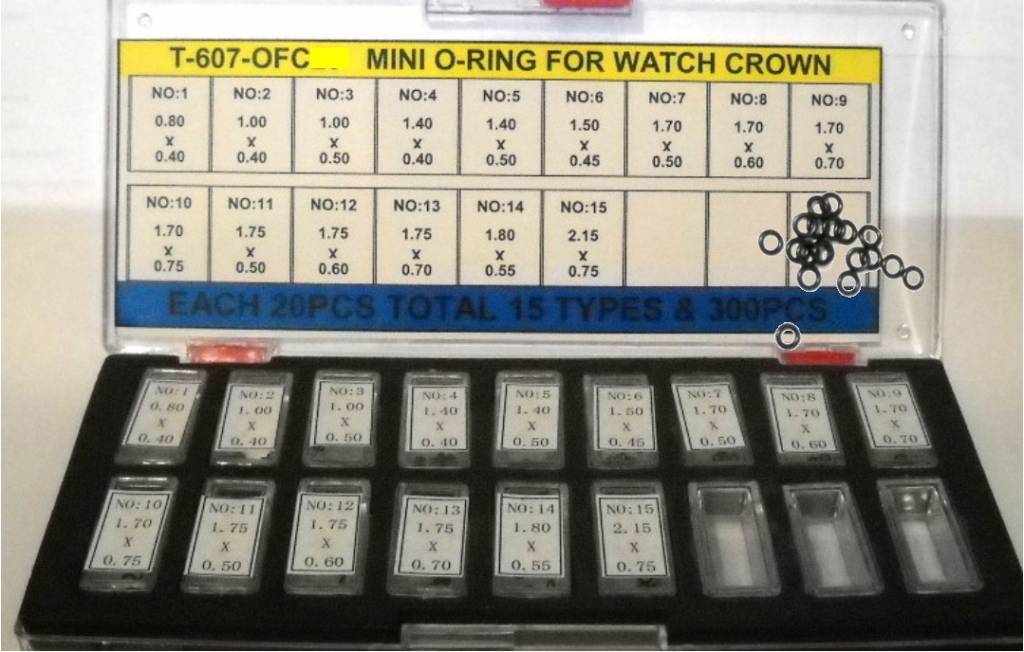 T-607-OFC MINI O-RING FOR WATCH CROWN
NO:1 NO:2 NO:3 NO:4 NO:5 NO:6 NO:7 NO:8 NO:9
0.80 1.00 1.00 1.40 1.40 1.50 1.70 1.70 1.70
X X X X X X X X X
0.40 0.40 0.50 0.40 0.50 0.45 0.50 0.60 0.70
NO:10 NO:11 NO:12 NO:13 NO:14 NO:15
1.70 1.75 1.75 1.75 1.80 2.15
X X X X X X
0.75 0.50 0.60 0.70 0.55 0.75
EACH 20PCS TOTAL 15 TYPES & 300PCS
NO:1 NO:2 NO:3 NO:4 NO:5 NO:6 NO:7 NO:8 NO:9
0.80 1.00 1.00 1.40 1.40 1.50 1.70 1.70 1.70
X X X X X X X X X
0.40 0.40 0.50 0.40 0.50 0.45 0.50 0.60 0.70
NO:10 NO:11 NO:12 NO:13 NO:14 NO:15
1.70 1.75 1.75 1.75 1.80 2.15
X X X X X X
0.75 0.50 0.60 0.70 0.55 0.75